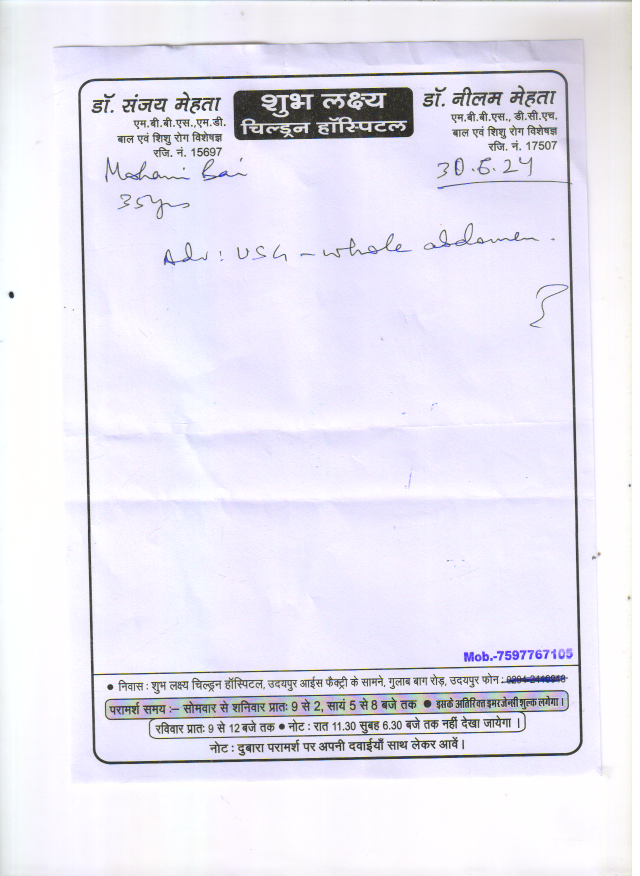 डॉ. संजय मेहता
एम.बी.बी.एस.,एम.डी.
बाल एवं शिशु रोग विशेषज्ञ
रजि. नं. 15697
शुभ लक्ष्य
चिल्ड्रन हॉस्पिटल
डॉ. नीलम मेहता
एम.बी.बी.एस., डी.सी.एच.
बाल एवं शिशु रोग विशेषज्ञ
रजि. नं. 17507
Mohani Bai
30.6.24
35yrs
Adv: USG - whole abdomen.
Mob.-7597767105
● निवास : शुभ लक्ष्य चिल्ड्रन हॉस्पिटल, उदयपुर आईस फैक्ट्री के सामने, गुलाब बाग रोड़, उदयपुर फोन :
परामर्श समय :– सोमवार से शनिवार प्रातः 9 से 2, सायं 5 से 8 बजे तक ● इसके अतिरिक्त इमरजेन्सी शुल्क लगेगा।
रविवार प्रातः 9 से 12 बजे तक ● नोट : रात 11.30 सुबह 6.30 बजे तक नहीं देखा जायेगा ।
नोट : दुबारा परामर्श पर अपनी दवाईयाँ साथ लेकर आवें।